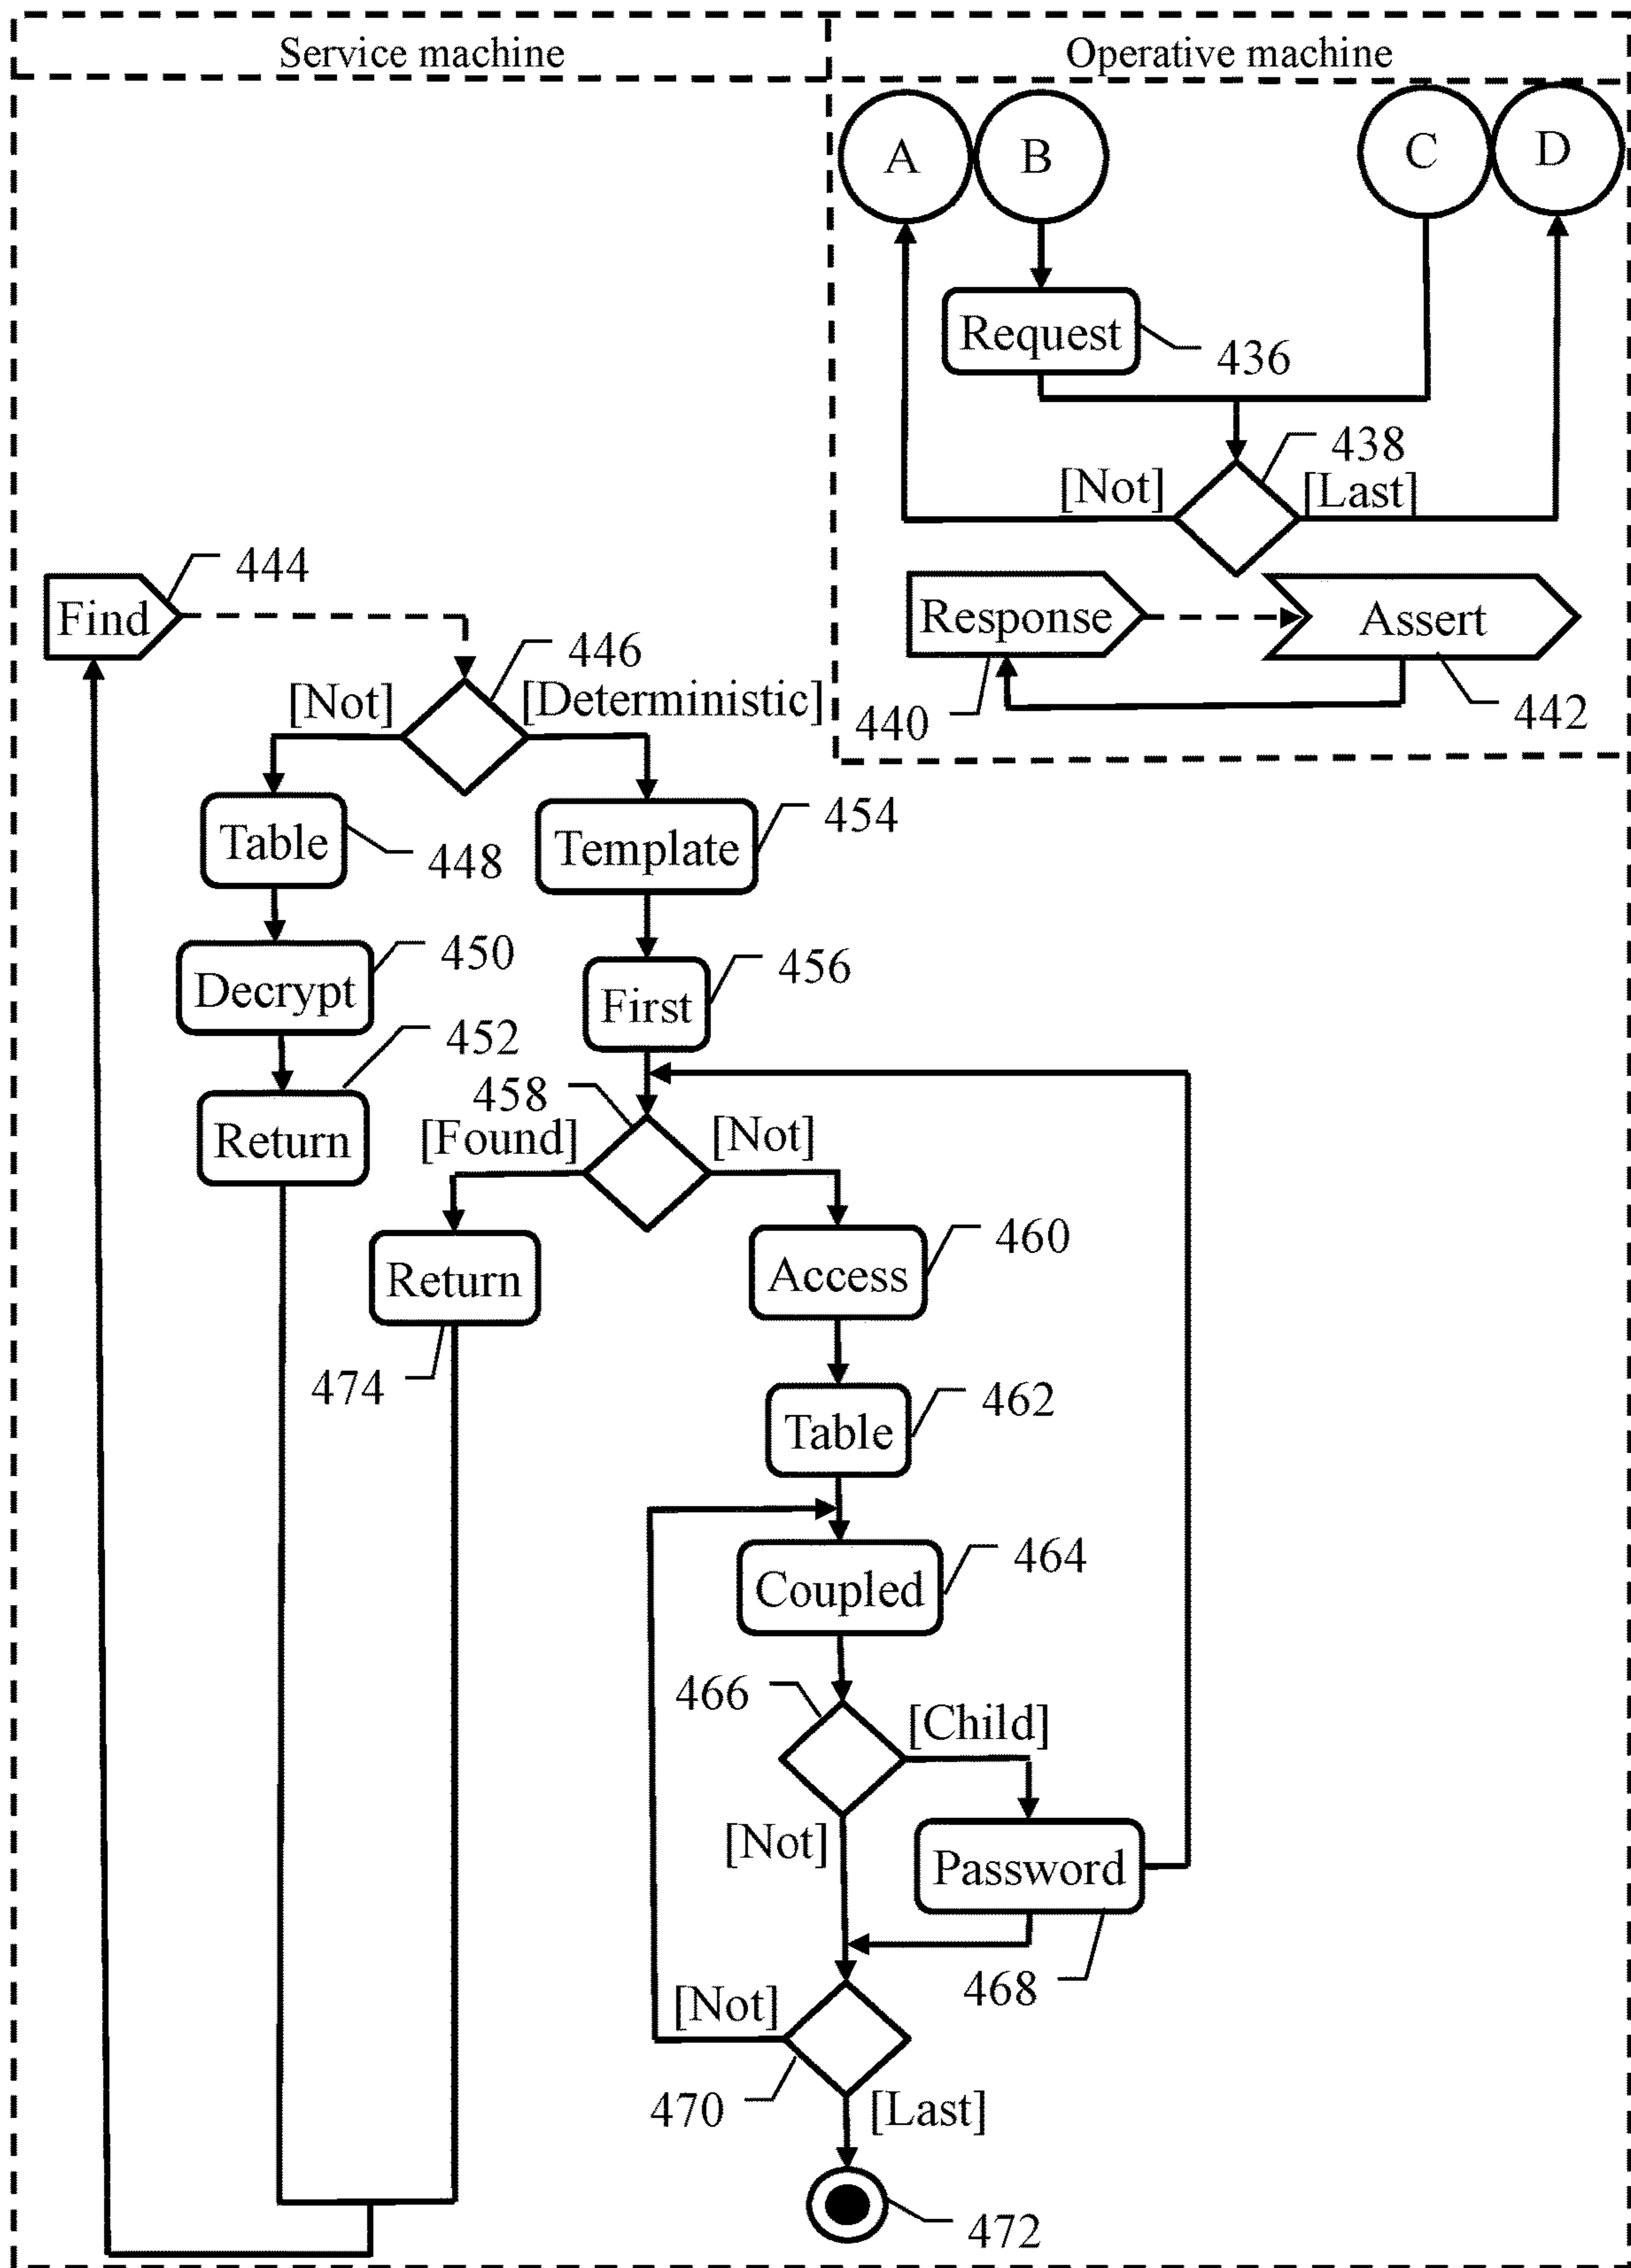 Service machine
Operative machine
A
B
C
D
Request
436
438
[Not]
[Last]
444
Find
Response
Assert
440
442
446
[Not]
[Deterministic]
Table
448
Template
454
Decrypt
450
First
456
452
Return
458
[Found]
[Not]
Return
474
Access
460
Table
462
Coupled
464
466
[Child]
[Not]
Password
468
[Not]
470
[Last]
472